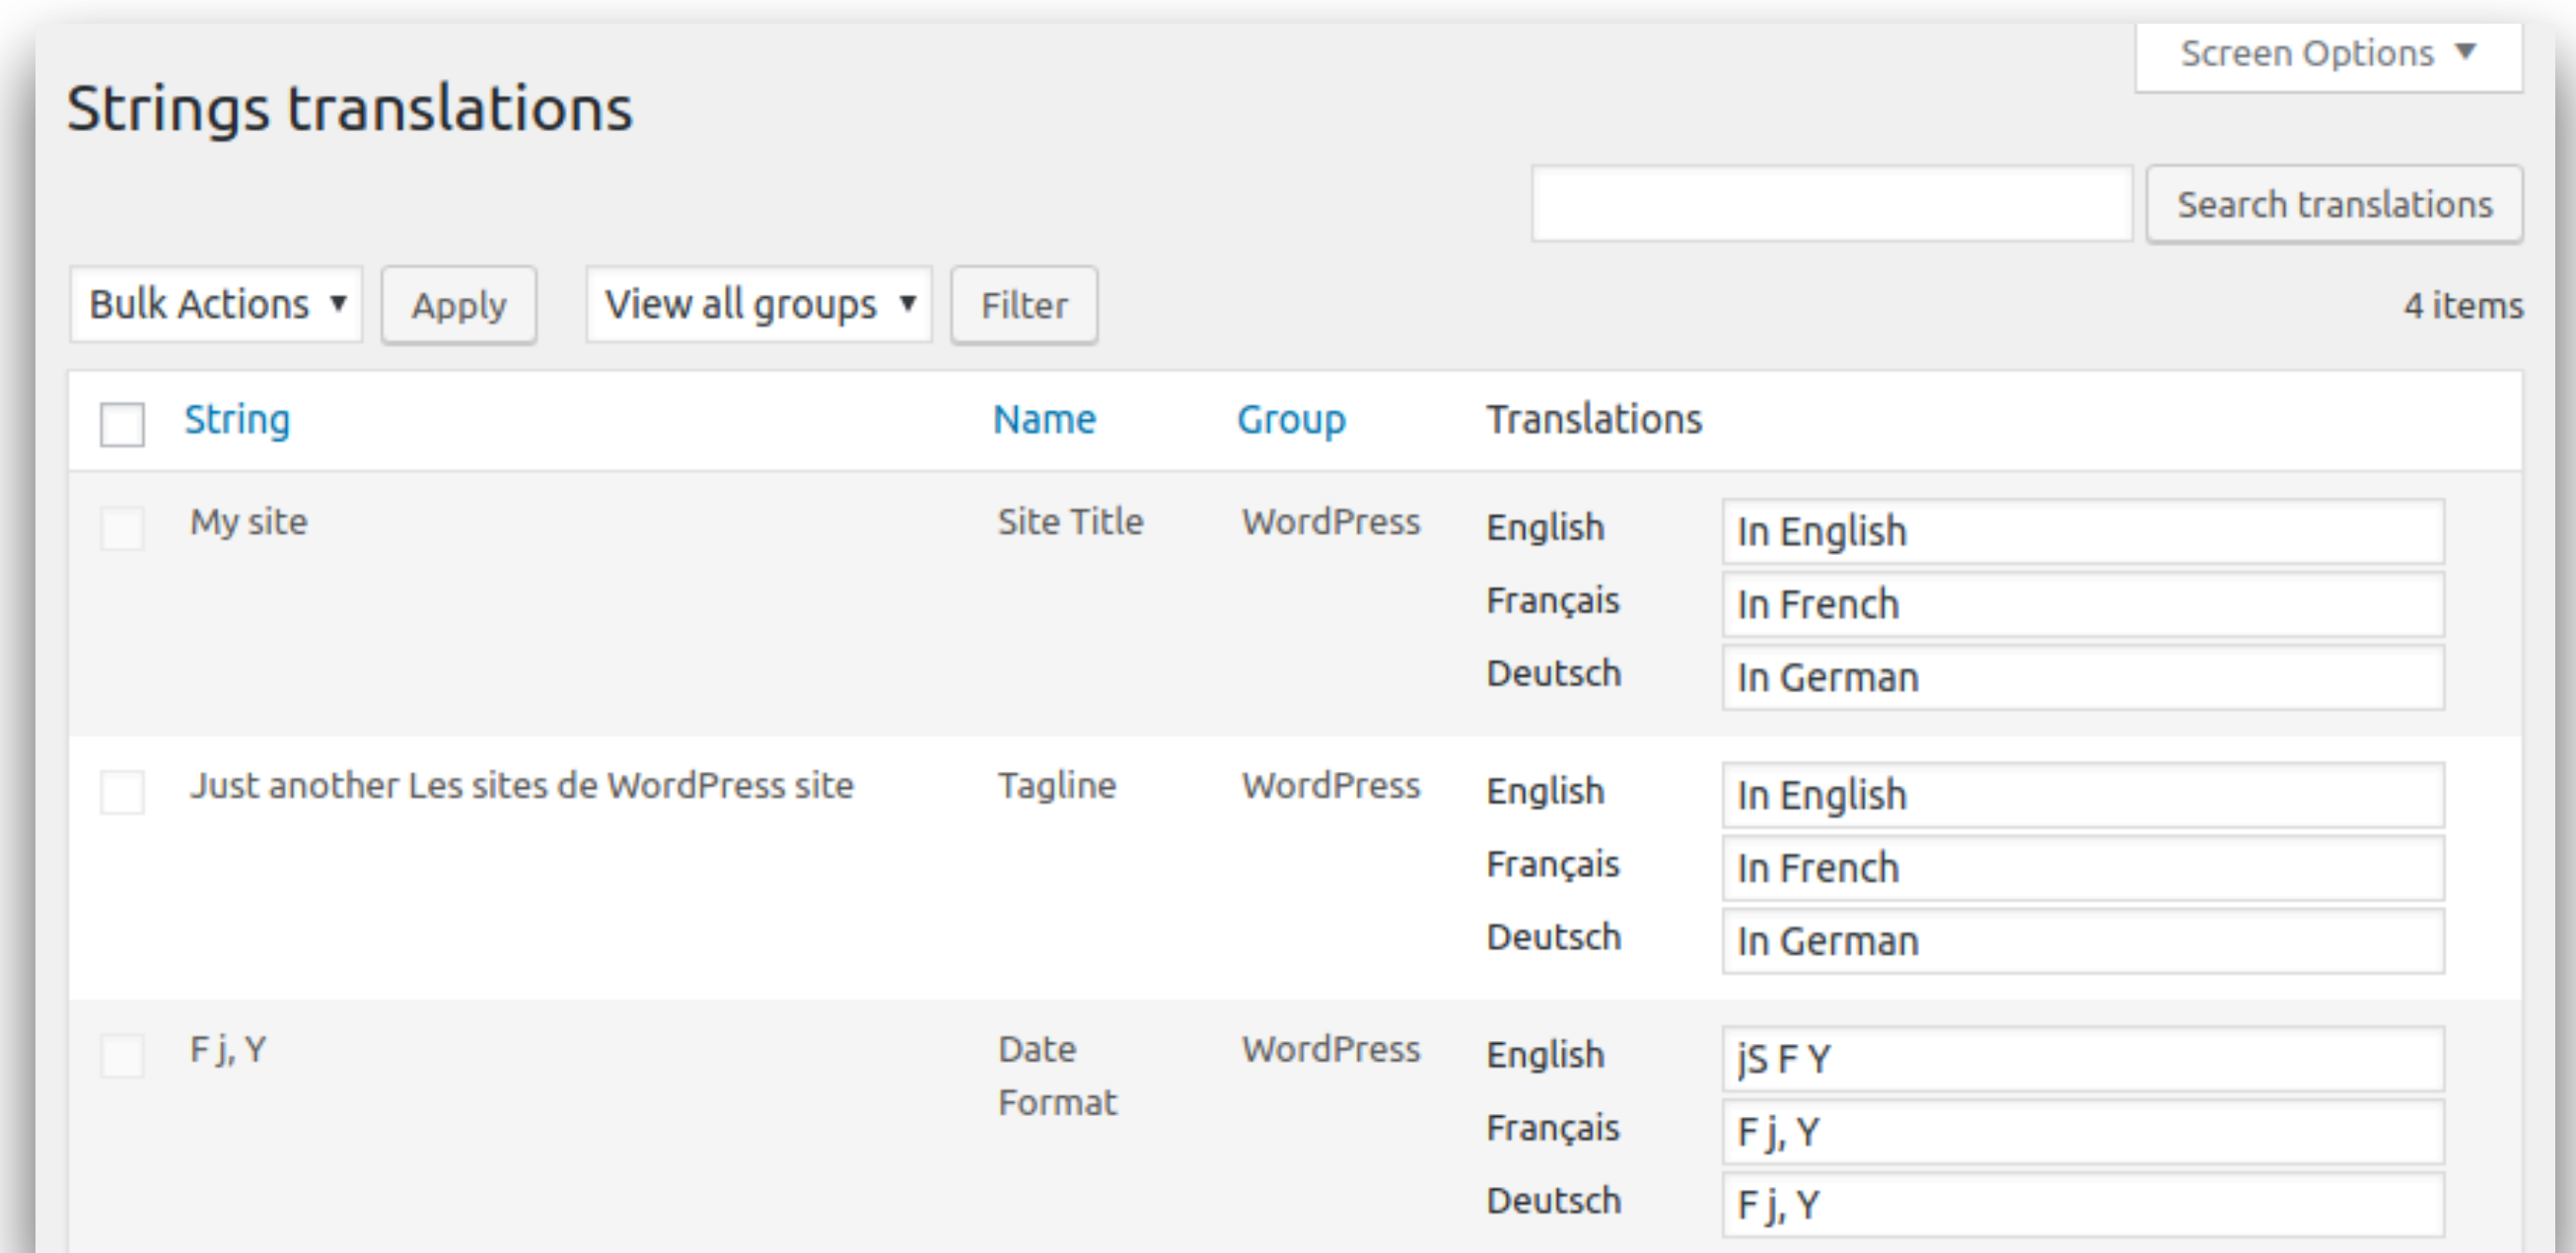 Screen Options
Strings translations
Search translations
Bulk Actions Apply View all groups Filter 4 items
String Name Group Translations
My site Site Title WordPress English In English
Français In French
Deutsch In German
Just another Les sites de WordPress site Tagline WordPress English In English
Français In French
Deutsch In German
F j, Y Date WordPress English jS F Y
Format
Français F j, Y
Deutsch F j, Y